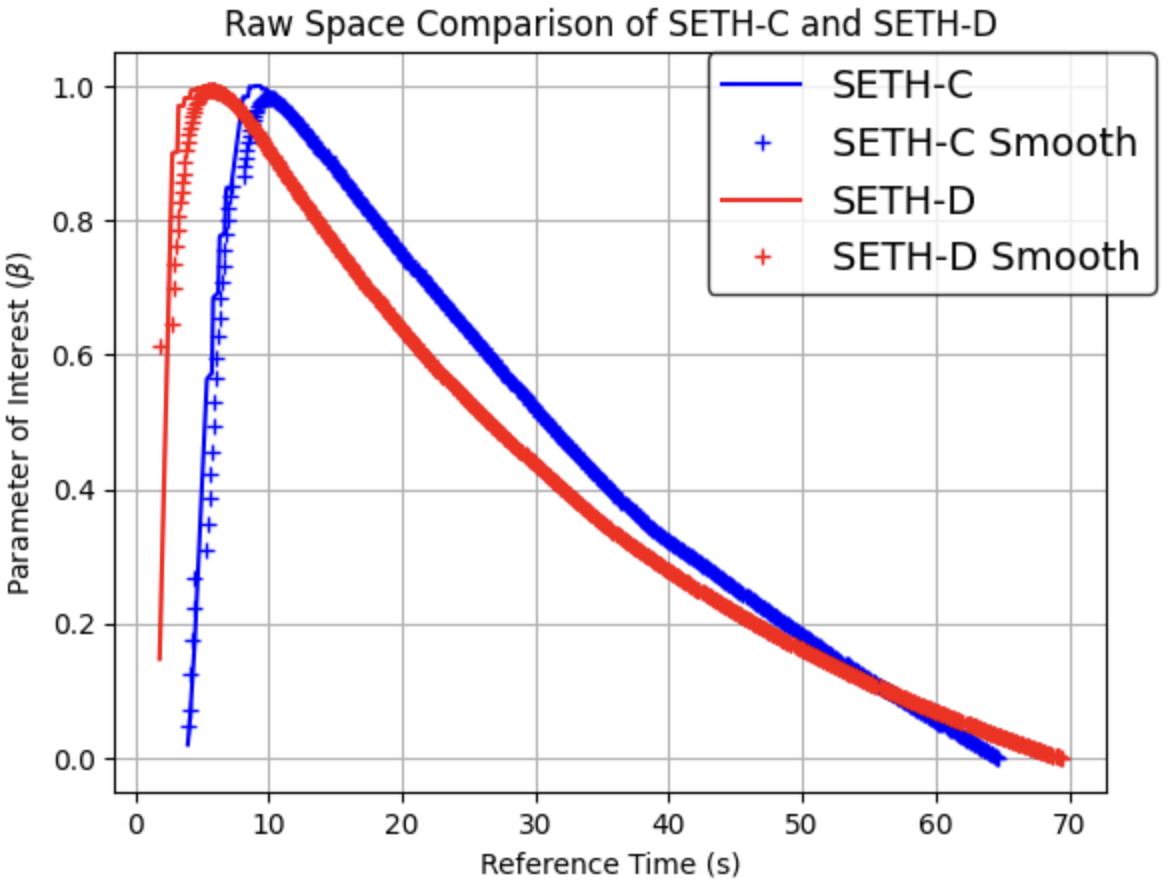 Raw Space Comparison of SETH-C and SETH-D
SETH-C
SETH-C Smooth
SETH-D
SETH-D Smooth
Parameter of Interest (β)
1.0
0.8
0.6
0.4
0.2
0.0
0 10 20 30 40 50 60 70
Reference Time (s)